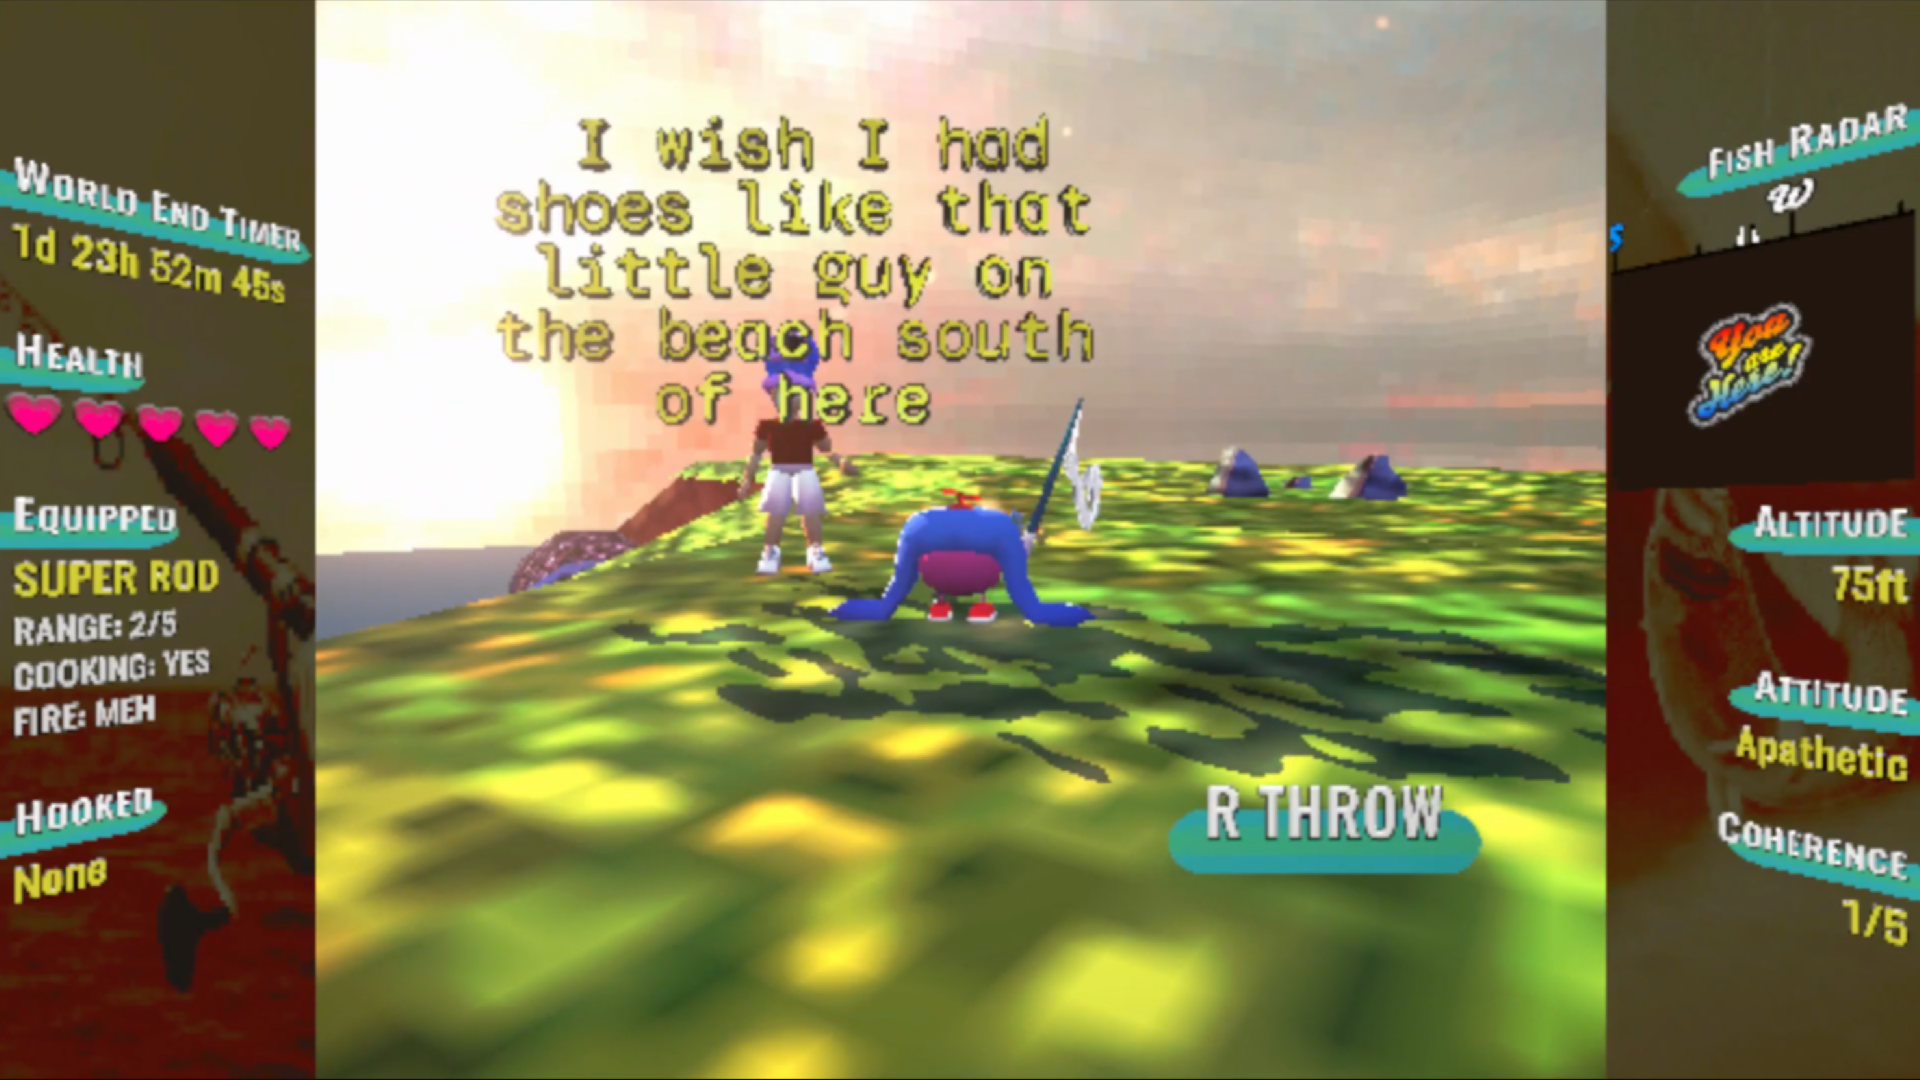 WORLD END TIMER
1d 23h 52m 45s
HEALTH
EQUIPPED
SUPER ROD
RANGE: 2/5
COOKING: YES
FIRE: MEH
HOOKED
None
I wish I had
shoes like that
little guy on
the beach south
of here
R THROW
FISH RADAR
W
You
are
Here!
ALTITUDE
75ft
ATTITUDE
Apathetic
COHERENCE
1/5